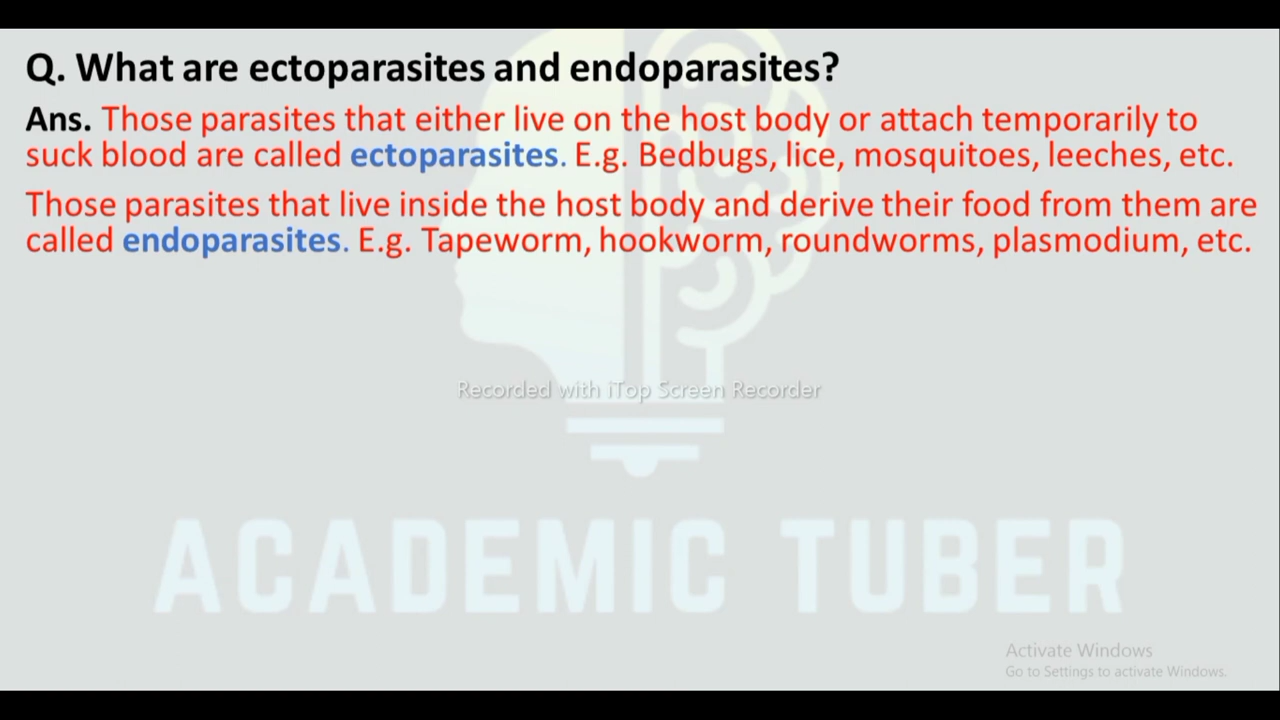 Q. What are ectoparasites and endoparasites?
Ans. Those parasites that either live on the host body or attach temporarily to
suck blood are called ectoparasites. E.g. Bedbugs, lice, mosquitoes, leeches, etc.
Those parasites that live inside the host body and derive their food from them are
called endoparasites. E.g. Tapeworm, hookworm, roundworms, plasmodium, etc.
Recorded with iTop Screen Recorder
ACADEMIC TUBER
Activate Windows
Go to Settings to activate Windows.